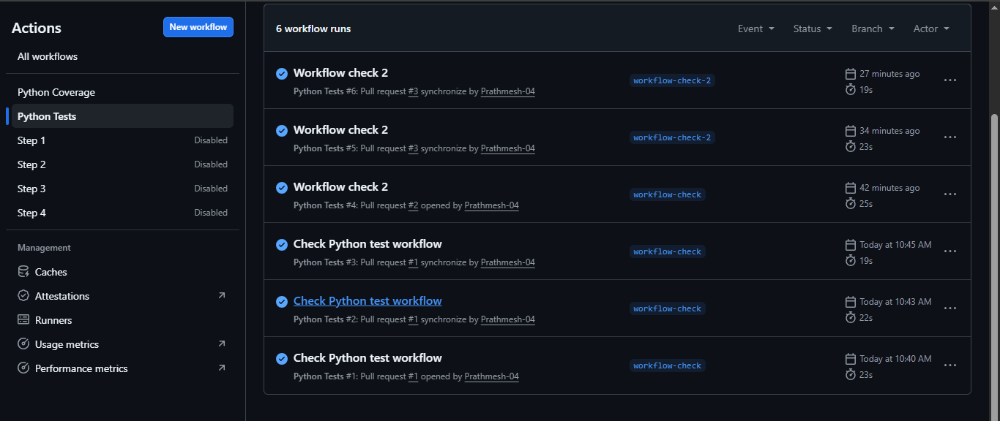 Actions
New workflow
All workflows
Python Coverage
Python Tests
Step 1 Disabled
Step 2 Disabled
Step 3 Disabled
Step 4 Disabled
Management
Caches
Attestations
Runners
Usage metrics
Performance metrics
6 workflow runs
Event Status Branch Actor
Workflow check 2
Python Tests #6: Pull request #3 synchronize by Prathmesh-04
workflow-check-2
27 minutes ago
19s
Workflow check 2
Python Tests #5: Pull request #3 synchronize by Prathmesh-04
workflow-check-2
34 minutes ago
23s
Workflow check 2
Python Tests #4: Pull request #2 opened by Prathmesh-04
workflow-check
42 minutes ago
25s
Check Python test workflow
Python Tests #3: Pull request #1 synchronize by Prathmesh-04
workflow-check
Today at 10:45 AM
19s
Check Python test workflow
Python Tests #2: Pull request #1 synchronize by Prathmesh-04
workflow-check
Today at 10:43 AM
22s
Check Python test workflow
Python Tests #1: Pull request #1 opened by Prathmesh-04
workflow-check
Today at 10:40 AM
23s